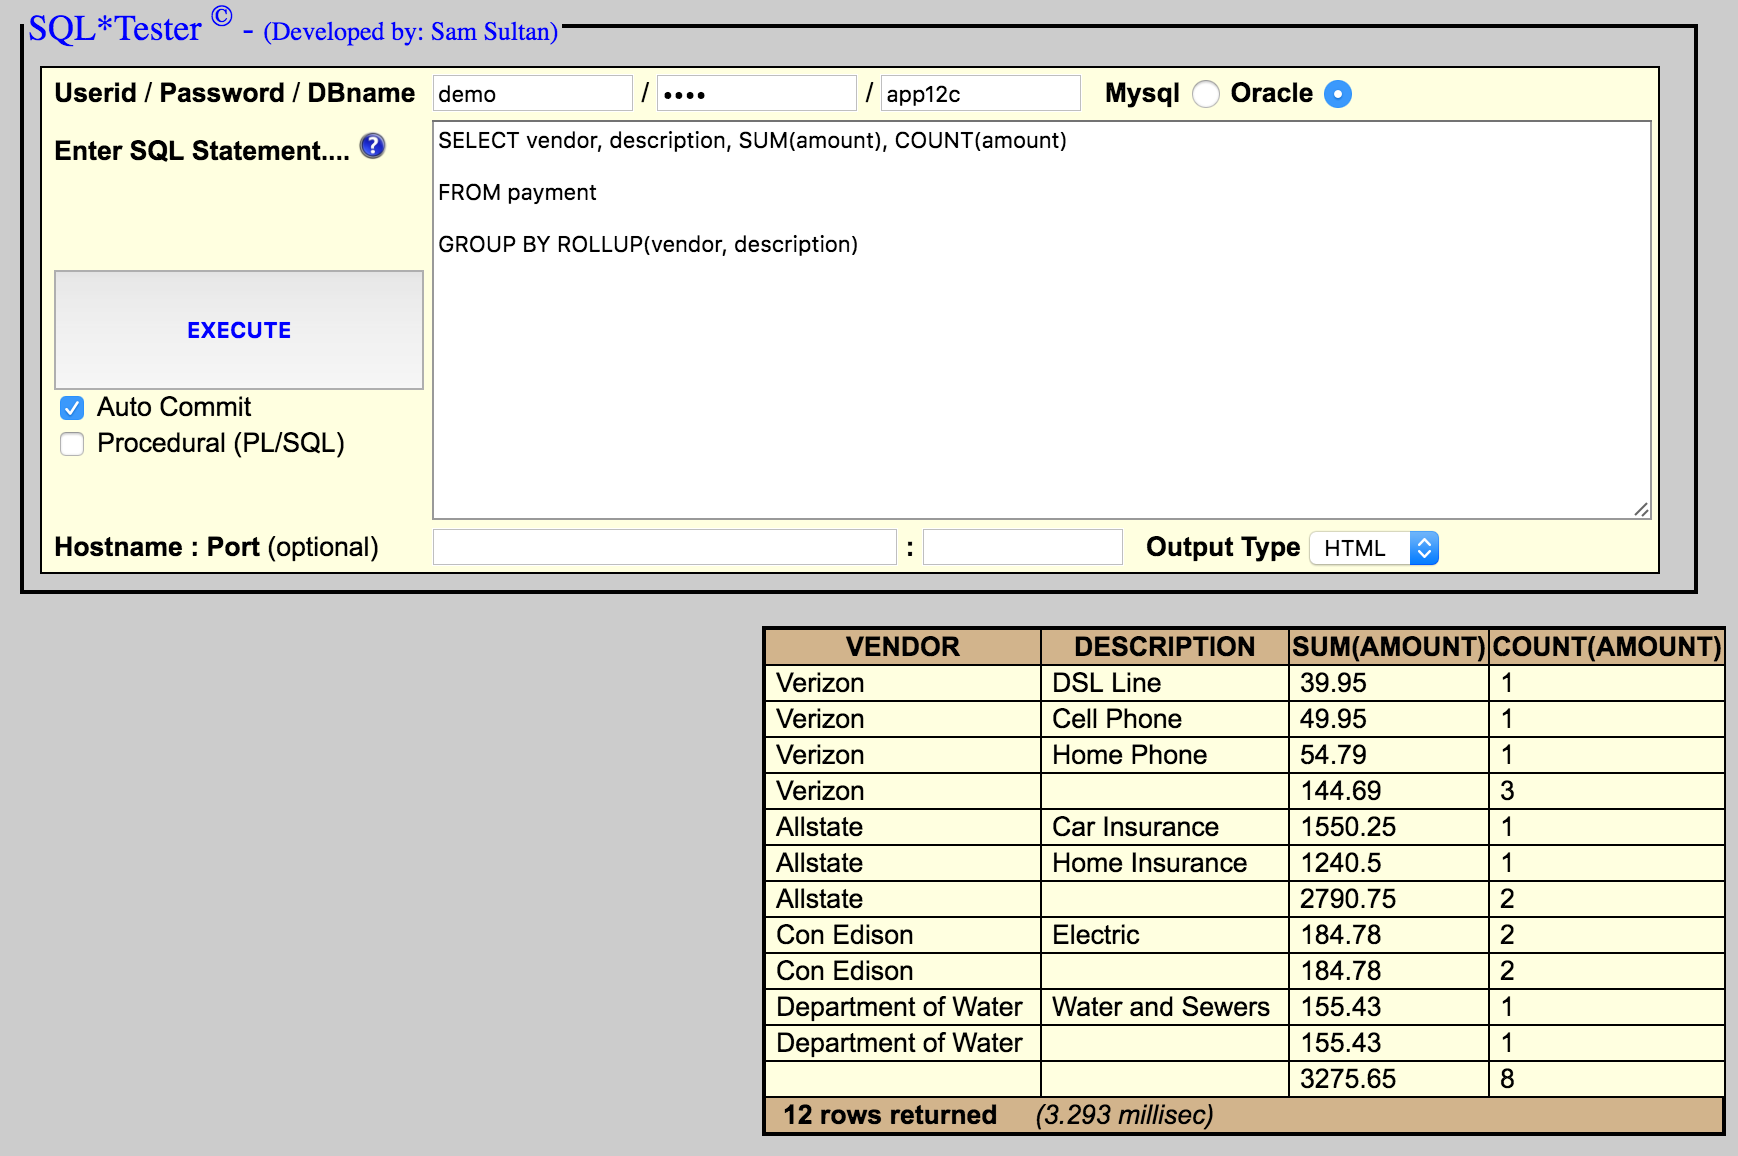 SQL*Tester © - (Developed by: Sam Sultan)
Userid / Password / DBname demo / •••• / app12c Mysql Oracle
Enter SQL Statement.... ?
SELECT vendor, description, SUM(amount), COUNT(amount)
FROM payment
GROUP BY ROLLUP(vendor, description)
EXECUTE
Auto Commit
Procedural (PL/SQL)
Hostname : Port (optional) : Output Type HTML
VENDOR DESCRIPTION SUM(AMOUNT) COUNT(AMOUNT)
Verizon DSL Line 39.95 1
Verizon Cell Phone 49.95 1
Verizon Home Phone 54.79 1
Verizon 144.69 3
Allstate Car Insurance 1550.25 1
Allstate Home Insurance 1240.5 1
Allstate 2790.75 2
Con Edison Electric 184.78 2
Con Edison 184.78 2
Department of Water Water and Sewers 155.43 1
Department of Water 155.43 1
3275.65 8
12 rows returned (3.293 millisec)